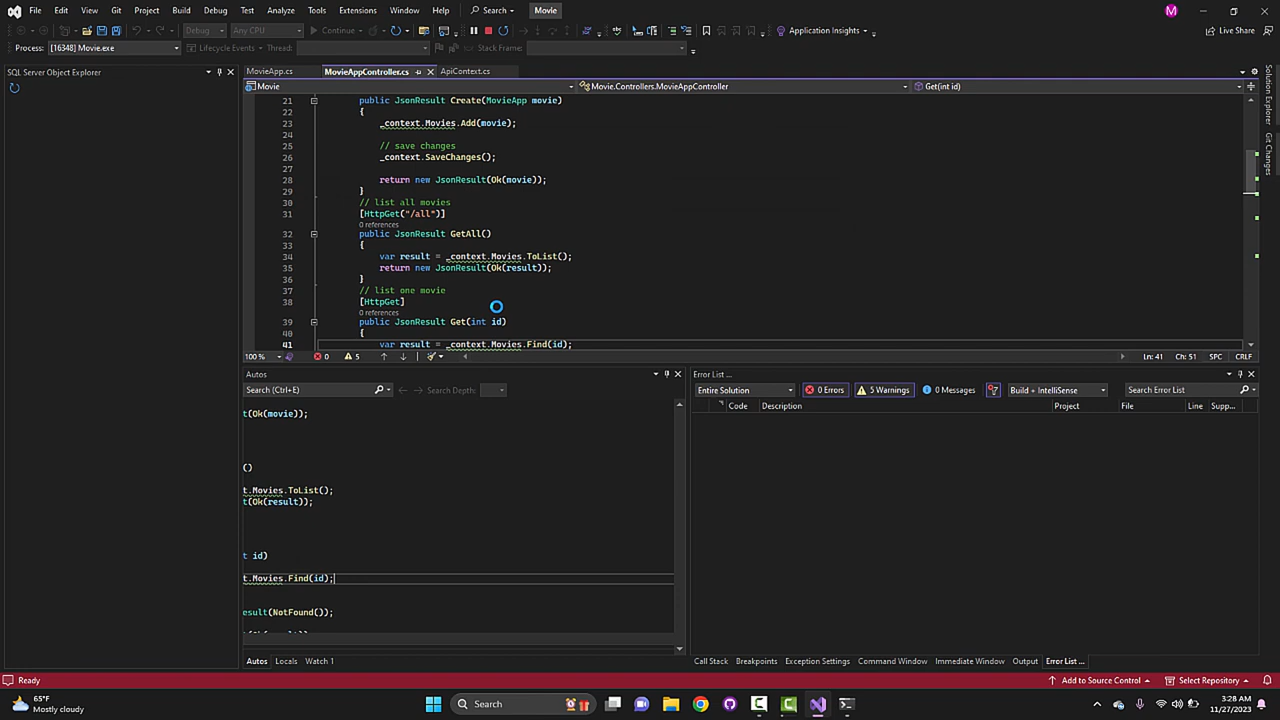 File Edit View Git Project Build Debug Test Analyze Tools Extensions Window Help Search Movie
Debug Any CPU Continue Application Insights Live Share
Process: [16348] Movie.exe Lifecycle Events Thread: Stack Frame:
SQL Server Object Explorer
MovieApp.cs MovieAppController.cs ApiContext.cs
Movie Movie.Controllers.MovieAppController Get(int id)
21 public JsonResult Create(MovieApp movie)
22 {
23 _context.Movies.Add(movie);
24
25 // save changes
26 _context.SaveChanges();
27
28 return new JsonResult(Ok(movie));
29 }
30 // list all movies
31 [HttpGet("/all")]
0 references
32 public JsonResult GetAll()
33 {
34 var result = _context.Movies.ToList();
35 return new JsonResult(Ok(result));
36 }
37 // list one movie
38 [HttpGet]
0 references
39 public JsonResult Get(int id)
40 {
41 var result = _context.Movies.Find(id);
100 % 0 5 Ln: 41 Ch: 51 SPC CRLF
Solution Explorer
Git Changes
Autos
Search (Ctrl+E) Search Depth:
t(Ok(movie));
()
t.Movies.ToList();
t(Ok(result));
t id)
t.Movies.Find(id);
esult(NotFound());
Autos Locals Watch 1
Error List ...
Entire Solution 0 Errors 5 Warnings 0 Messages Build + IntelliSense Search Error List
Code Description Project File Line Supp...
Call Stack Breakpoints Exception Settings Command Window Immediate Window Output Error List ...
Ready Add to Source Control Select Repository
65°F
Mostly cloudy
Search
3:28 AM
11/27/2023